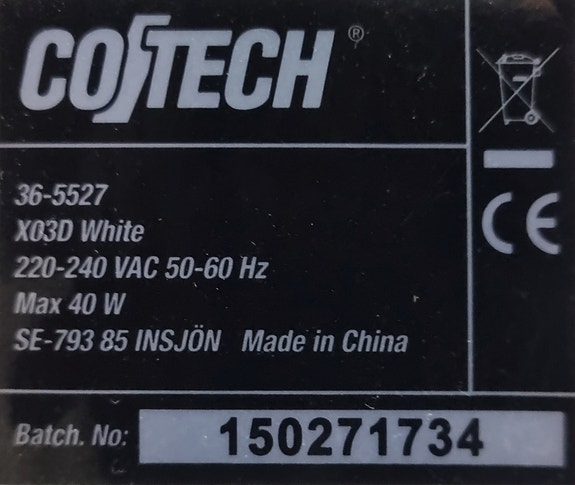 COTECH®
36-5527
X03D White
220-240 VAC 50-60 Hz
Max 40 W
SE-793 85 INSJÖN Made in China
CE
Batch. No: 150271734